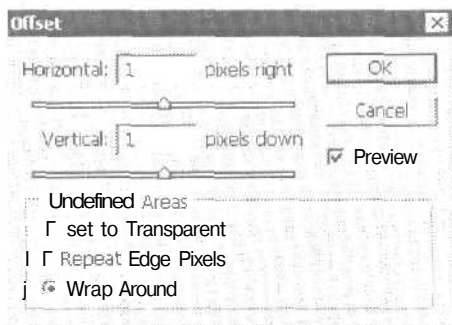 Offset
Horizontal: 1 pixels right
OK
Cancel
Vertical: 1 pixels down
Preview
Undefined Areas
set to Transparent
Repeat Edge Pixels
Wrap Around